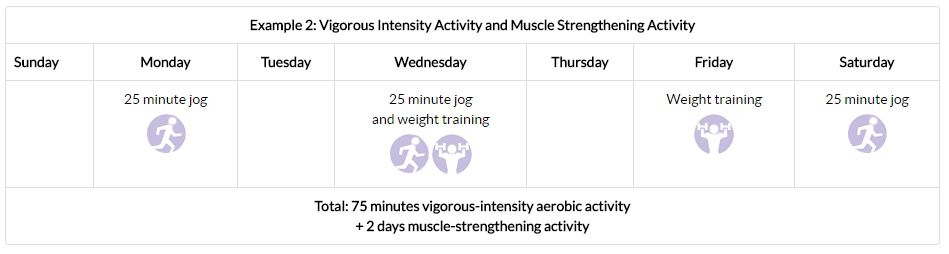 Example 2: Vigorous Intensity Activity and Muscle Strengthening Activity
Sunday Monday Tuesday Wednesday Thursday Friday Saturday
25 minute jog
25 minute jog
and weight training
Weight training
25 minute jog
Total: 75 minutes vigorous-intensity aerobic activity
+ 2 days muscle-strengthening activity